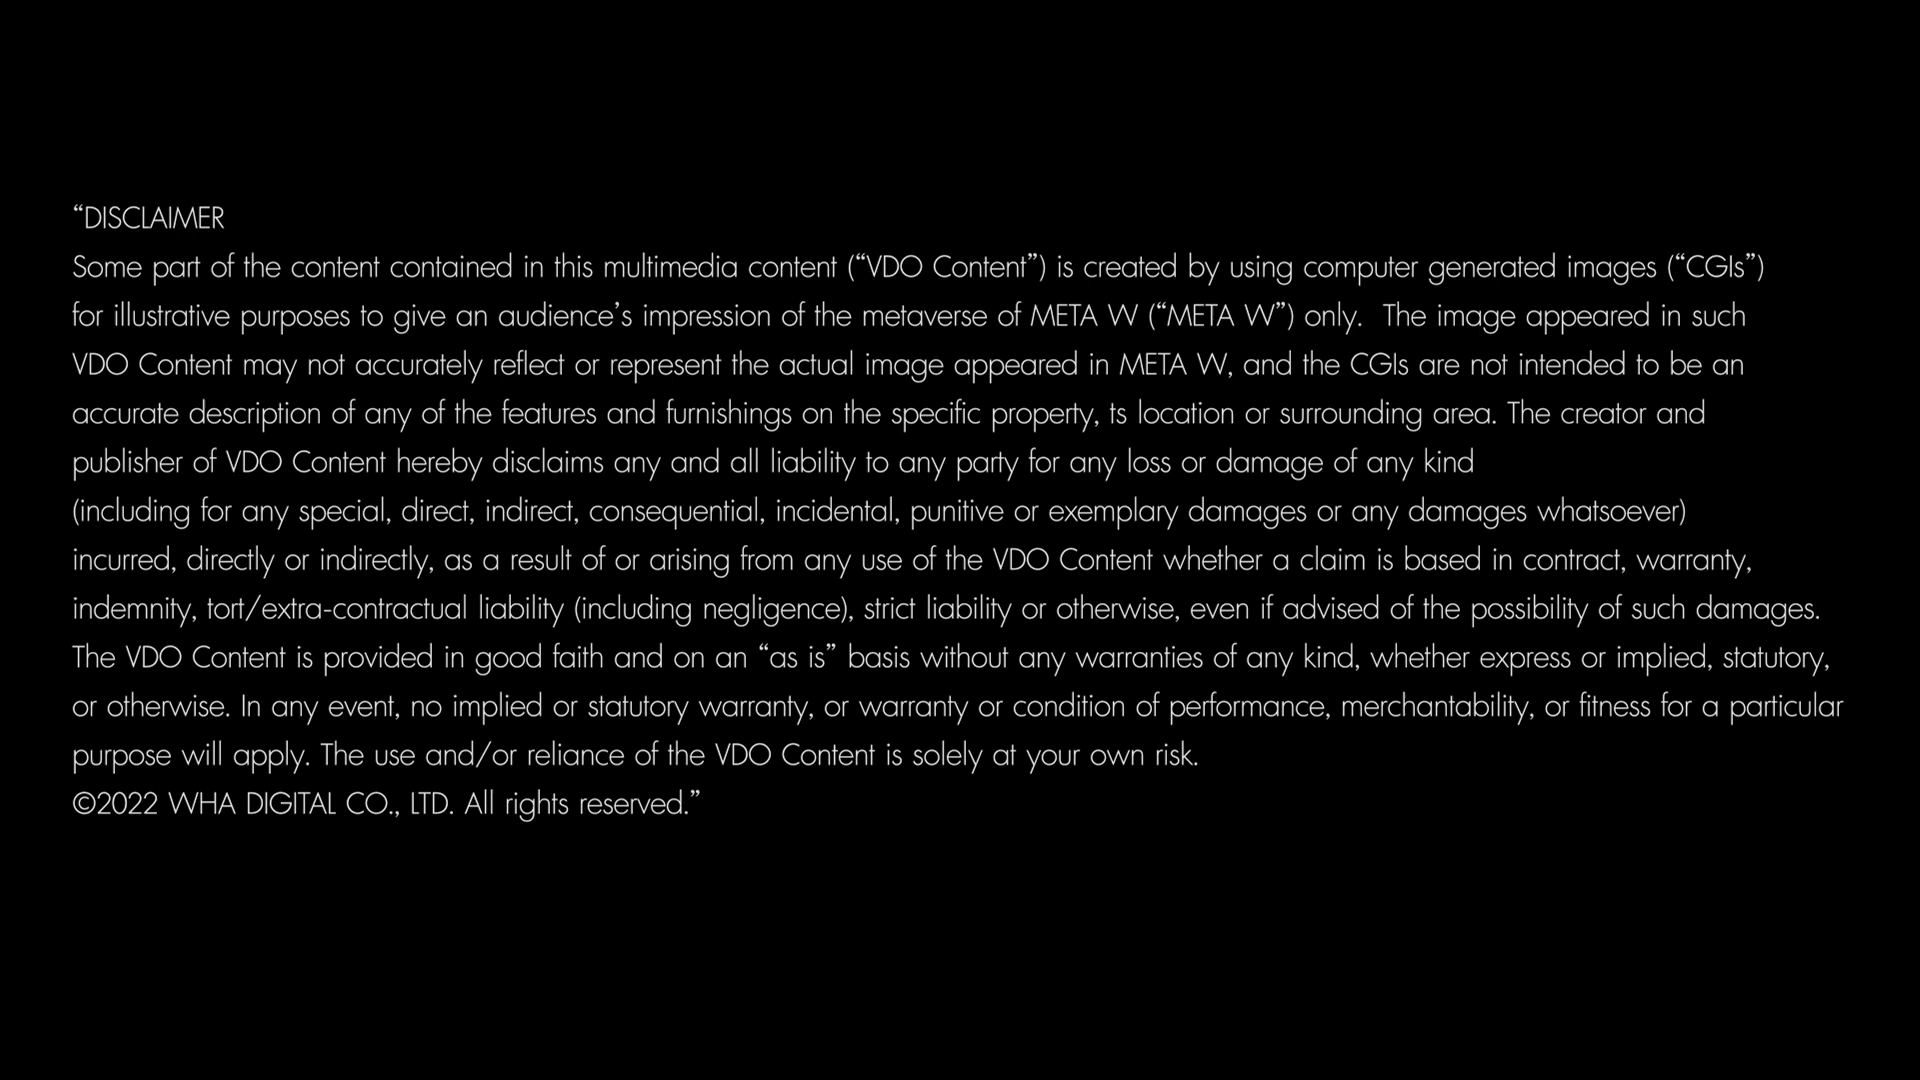 “DISCLAIMER
Some part of the content contained in this multimedia content (“VDO Content”) is created by using computer generated images (“CGIs”)
for illustrative purposes to give an audience’s impression of the metaverse of META W (“META W”) only.  The image appeared in such
VDO Content may not accurately reflect or represent the actual image appeared in META W, and the CGIs are not intended to be an
accurate description of any of the features and furnishings on the specific property, ts location or surrounding area. The creator and
publisher of VDO Content hereby disclaims any and all liability to any party for any loss or damage of any kind
(including for any special, direct, indirect, consequential, incidental, punitive or exemplary damages or any damages whatsoever)
incurred, directly or indirectly, as a result of or arising from any use of the VDO Content whether a claim is based in contract, warranty,
indemnity, tort/extra-contractual liability (including negligence), strict liability or otherwise, even if advised of the possibility of such damages.
The VDO Content is provided in good faith and on an “as is” basis without any warranties of any kind, whether express or implied, statutory,
or otherwise. In any event, no implied or statutory warranty, or warranty or condition of performance, merchantability, or fitness for a particular
purpose will apply. The use and/or reliance of the VDO Content is solely at your own risk.
©2022 WHA DIGITAL CO., LTD. All rights reserved.”